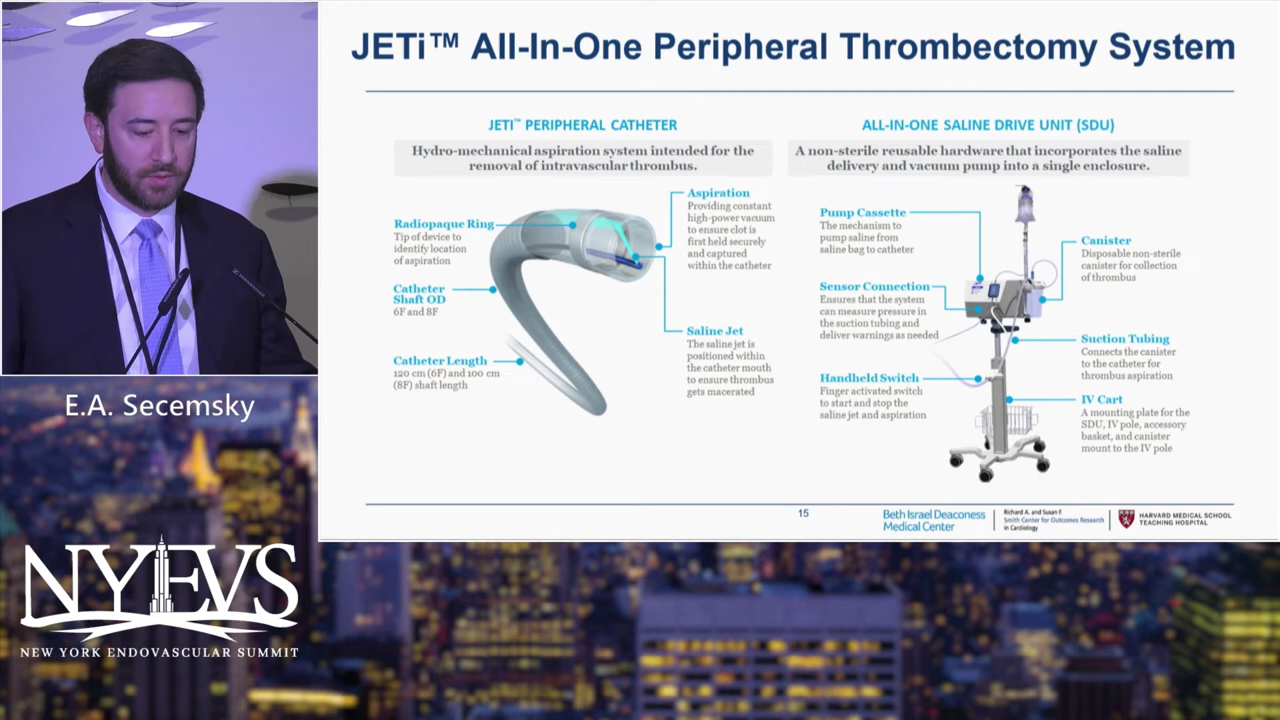 JETi™ All-In-One Peripheral Thrombectomy System
JETI™ PERIPHERAL CATHETER
Hydro-mechanical aspiration system intended for the
removal of intravascular thrombus.
Radiopaque Ring
Tip of device to
identify location
of aspiration
Catheter
Shaft OD
6F and 8F
Catheter Length
120 cm (6F) and 100 cm
(8F) shaft length
Aspiration
Providing constant
high-power vacuum
to ensure clot is
first held securely
and captured
within the catheter
Saline Jet
The saline jet is
positioned within
the catheter mouth
to ensure thrombus
gets macerated
ALL-IN-ONE SALINE DRIVE UNIT (SDU)
A non-sterile reusable hardware that incorporates the saline
delivery and vacuum pump into a single enclosure.
Pump Cassette
The mechanism to
pump saline from
saline bag to catheter
Sensor Connection
Ensures that the system
can measure pressure in
the suction tubing and
deliver warnings as needed
Handheld Switch
Finger activated switch
to start and stop the
saline jet and aspiration
Canister
Disposable non-sterile
canister for collection
of thrombus
Suction Tubing
Connects the canister
to the catheter for
thrombus aspiration
IV Cart
A mounting plate for the
SDU, IV pole, accessory
basket, and canister
mount to the IV pole
15
Beth Israel Deaconess
Medical Center
Richard A. and Susan F.
Smith Center for Outcomes Research
in Cardiology
HARVARD MEDICAL SCHOOL
TEACHING HOSPITAL
E.A. Secemsky
NYEVS
NEW YORK ENDOVASCULAR SUMMIT